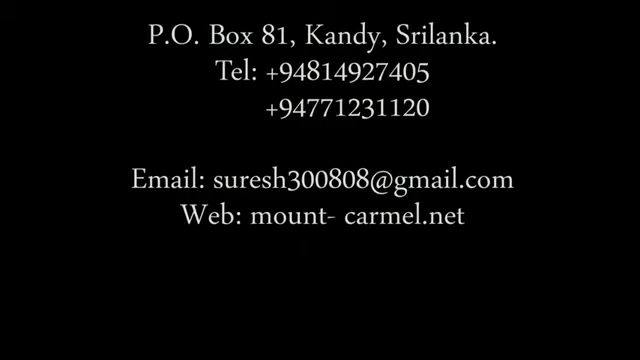 P.O. Box 81, Kandy, Srilanka.
Tel: +94814927405
+94771231120
Email: suresh300808@gmail.com
Web: mount- carmel.net